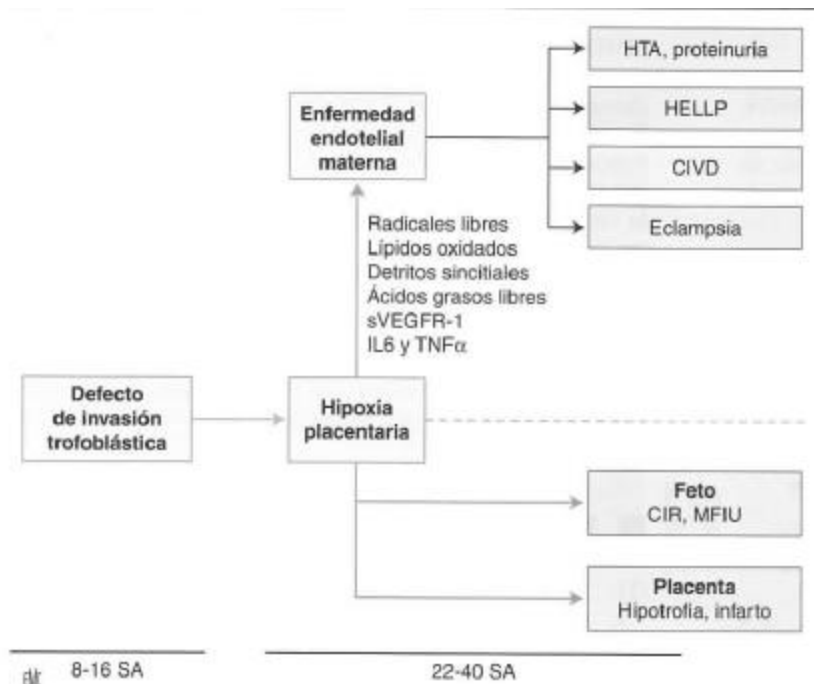 HTA, proteinuria
HELLP
CIVD
Eclampsia
Enfermedad
endotelial
materna
Radicales libres
Lípidos oxidados
Detritos sincitiales
Ácidos grasos libres
sVEGFR-1
IL6 y TNFα
Defecto
de invasión
trofoblástica
Hipoxia
placentaria
Feto
CIR, MFIU
Placenta
Hipotrofia, infarto
8-16 SA
22-40 SA